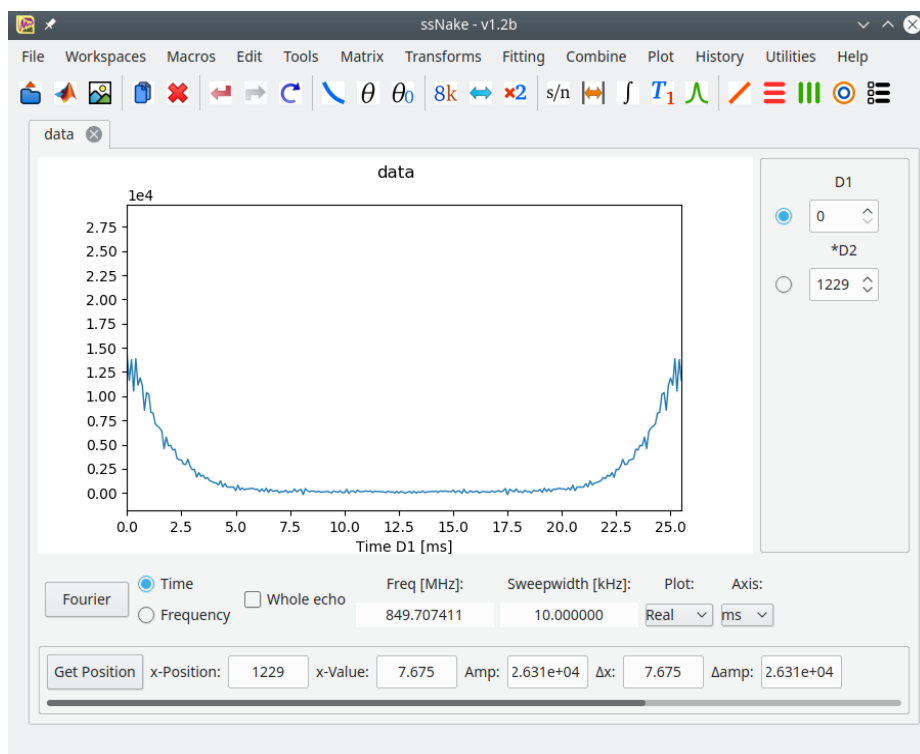 ssNake - v1.2b
File Workspaces Macros Edit Tools Matrix Transforms Fitting Combine Plot History Utilities Help
θ θ0 8k ×2 s/n ∫ T1
data
data
1e4
2.75
2.50
2.25
2.00
1.75
1.50
1.25
1.00
0.75
0.50
0.25
0.00
0.0 2.5 5.0 7.5 10.0 12.5 15.0 17.5 20.0 22.5 25.0
Time D1 [ms]
D1
0
*D2
1229
Fourier
Time
Frequency
Whole echo
Freq [MHz]: Sweepwidth [kHz]: Plot: Axis:
849.707411 10.000000 Real ms
Get Position x-Position: 1229 x-Value: 7.675 Amp: 2.631e+04 Δx: 7.675 Δamp: 2.631e+04